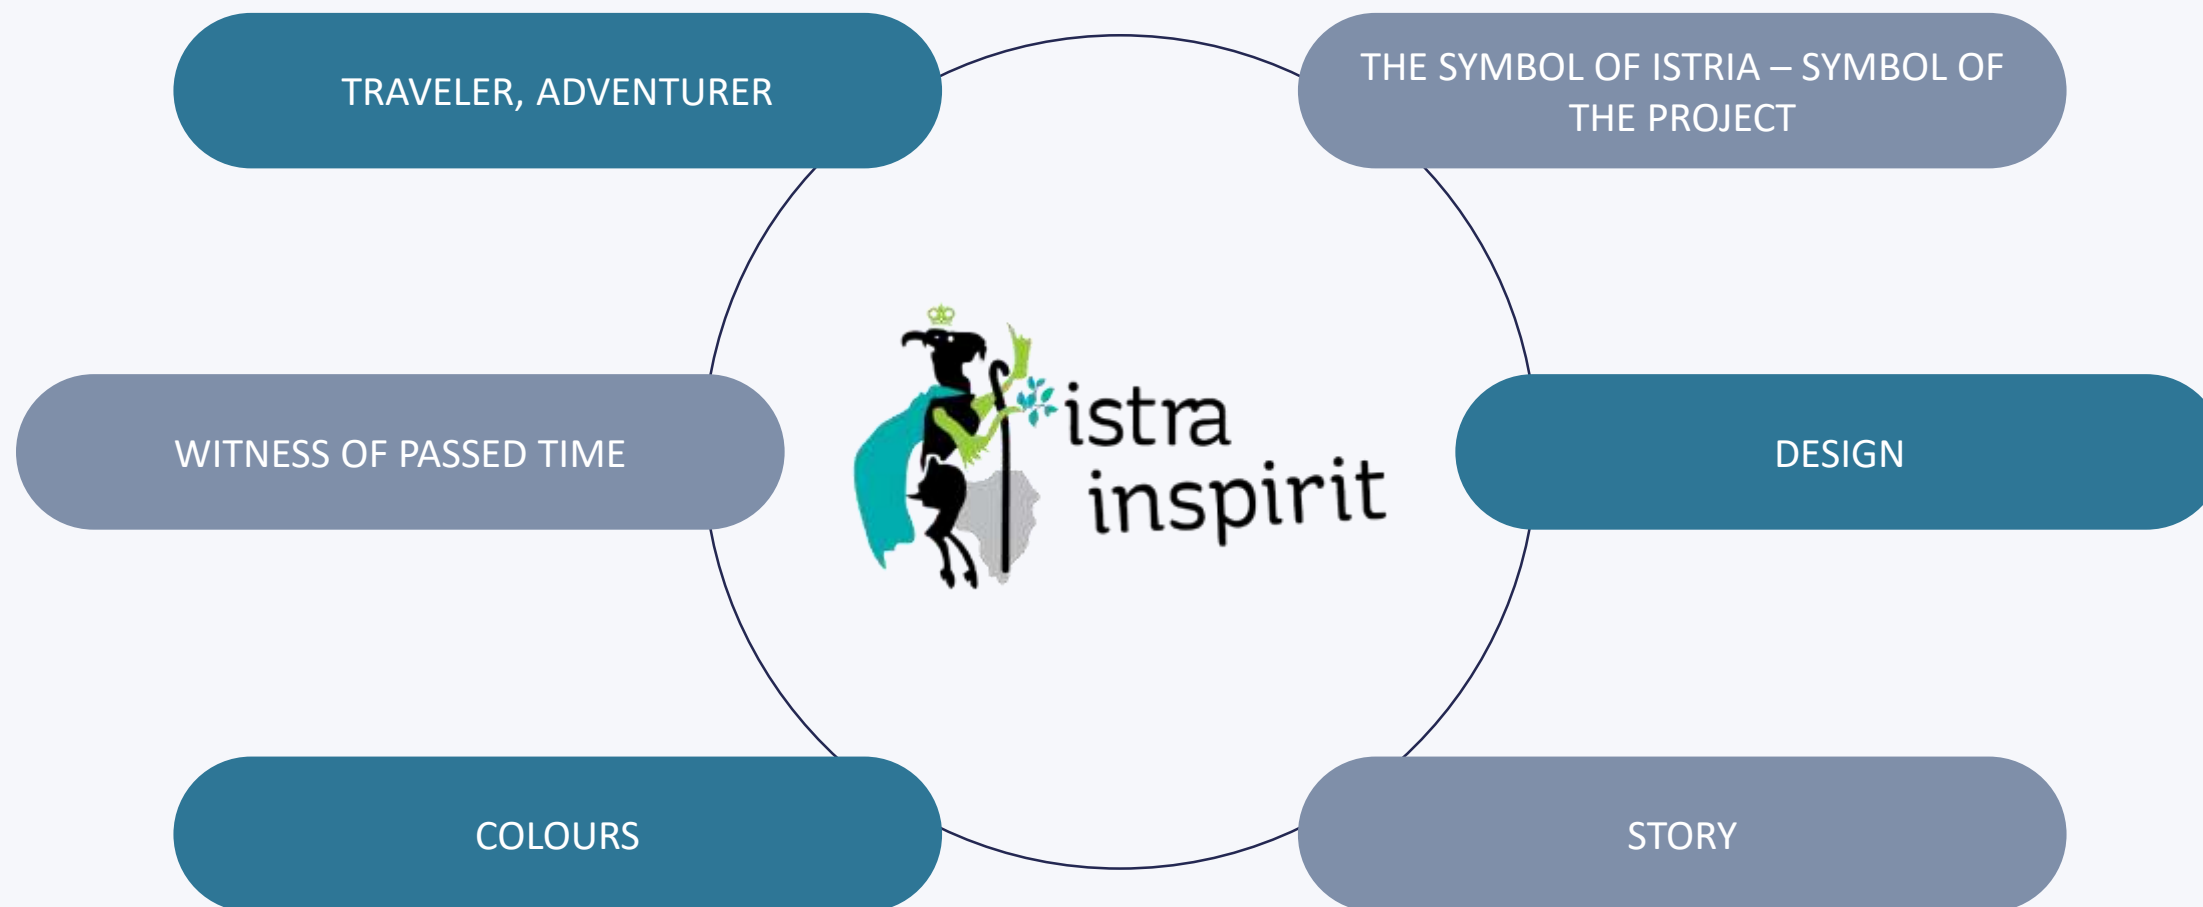 TRAVELER, ADVENTURER
THE SYMBOL OF ISTRIA – SYMBOL OF
THE PROJECT
WITNESS OF PASSED TIME
istra
inspirit
DESIGN
COLOURS
STORY